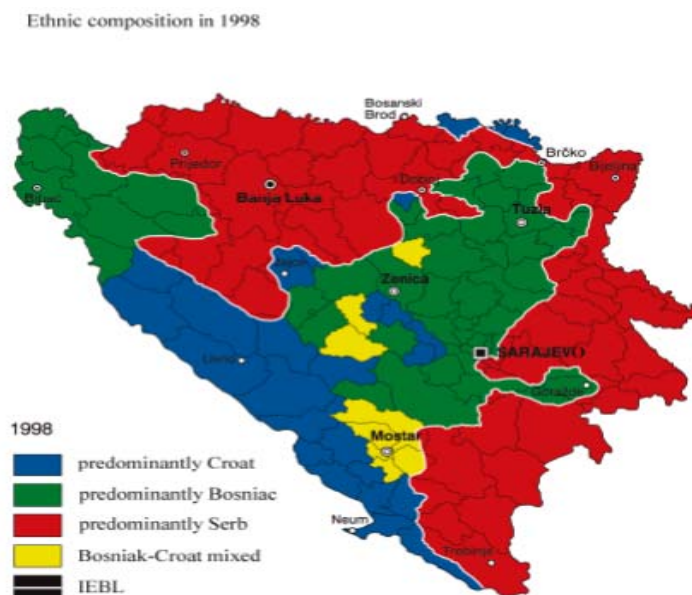 Ethnic composition in 1998
Bosanski
Brod
Brčko
Prijedor
Doboj
Bijeljina
Banja Luka
Bihać
Tuzla
Jajce
Zenica
Livno
SARAJEVO
Goražde
1998
Mostar
predominantly Croat
predominantly Bosniac
Neum
predominantly Serb
Trebinje
Bosniak-Croat mixed
IEBL